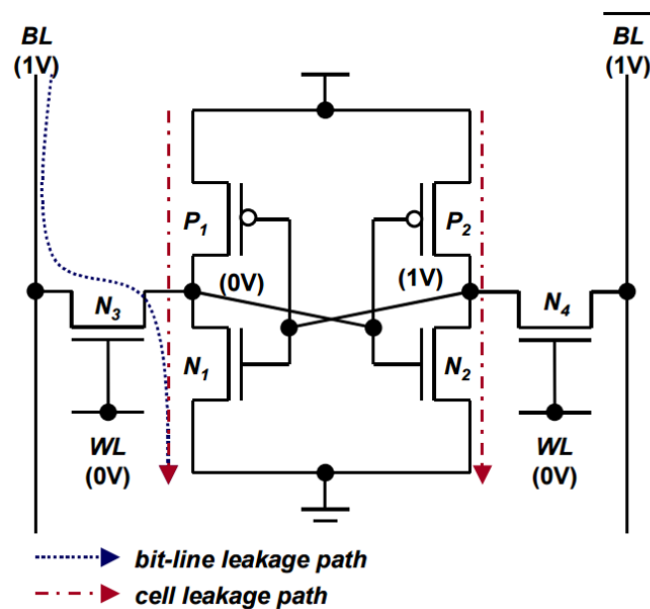 BL
(1V)
BL
(1V)
P1
P2
(0V)
(1V)
N3
N4
N1
N2
WL
(0V)
WL
(0V)
bit-line leakage path
cell leakage path